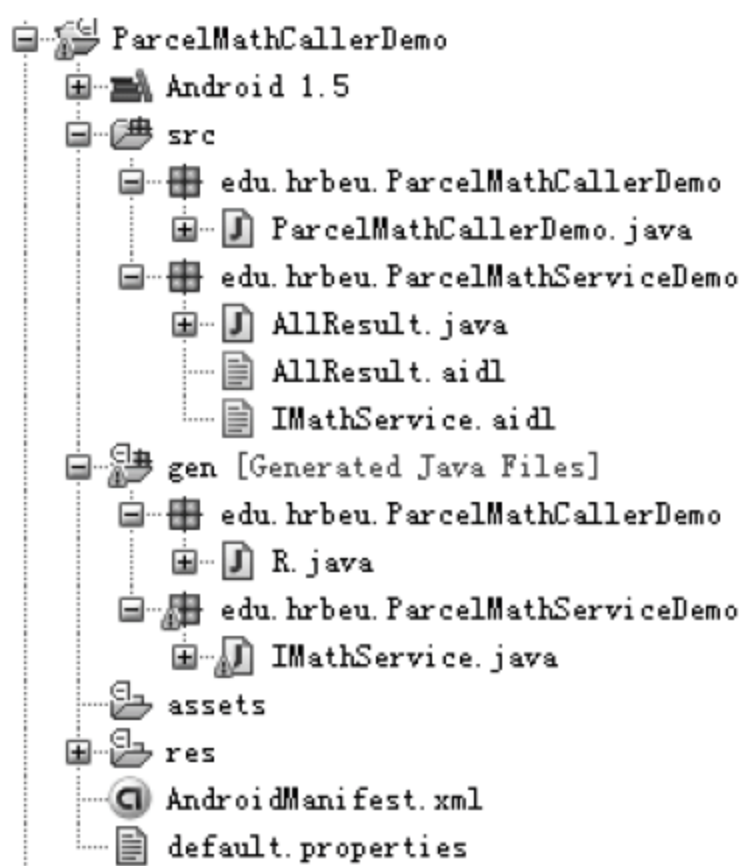 ParcelMathCallerDemo
Android 1.5
src
edu.hrbeu.ParcelMathCallerDemo
ParcelMathCallerDemo.java
edu.hrbeu.ParcelMathServiceDemo
AllResult.java
AllResult.aidl
IMathService.aidl
gen [Generated Java Files]
edu.hrbeu.ParcelMathCallerDemo
R.java
edu.hrbeu.ParcelMathServiceDemo
IMathService.java
assets
res
AndroidManifest.xml
default.properties